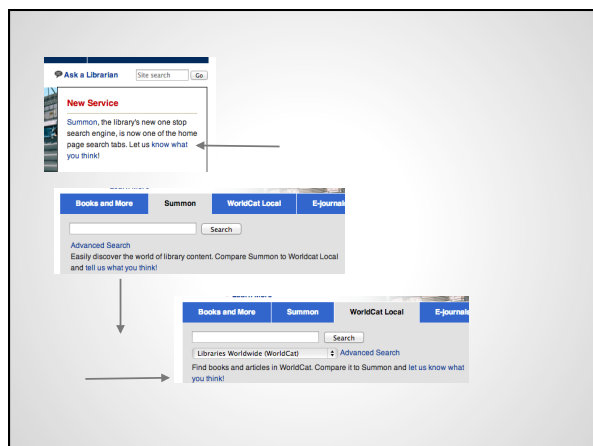 Ask a Librarian
Site search Go
New Service
Summon, the library's new one stop
search engine, is now one of the home
page search tabs. Let us know what
you think!
Books and More Summon WorldCat Local E-journals
Search
Advanced Search
Easily discover the world of library content. Compare Summon to Worldcat Local
and tell us what you think!
Books and More Summon WorldCat Local E-journals
Search
Libraries Worldwide (WorldCat) Advanced Search
Find books and articles in WorldCat. Compare it to Summon and let us know what
you think!